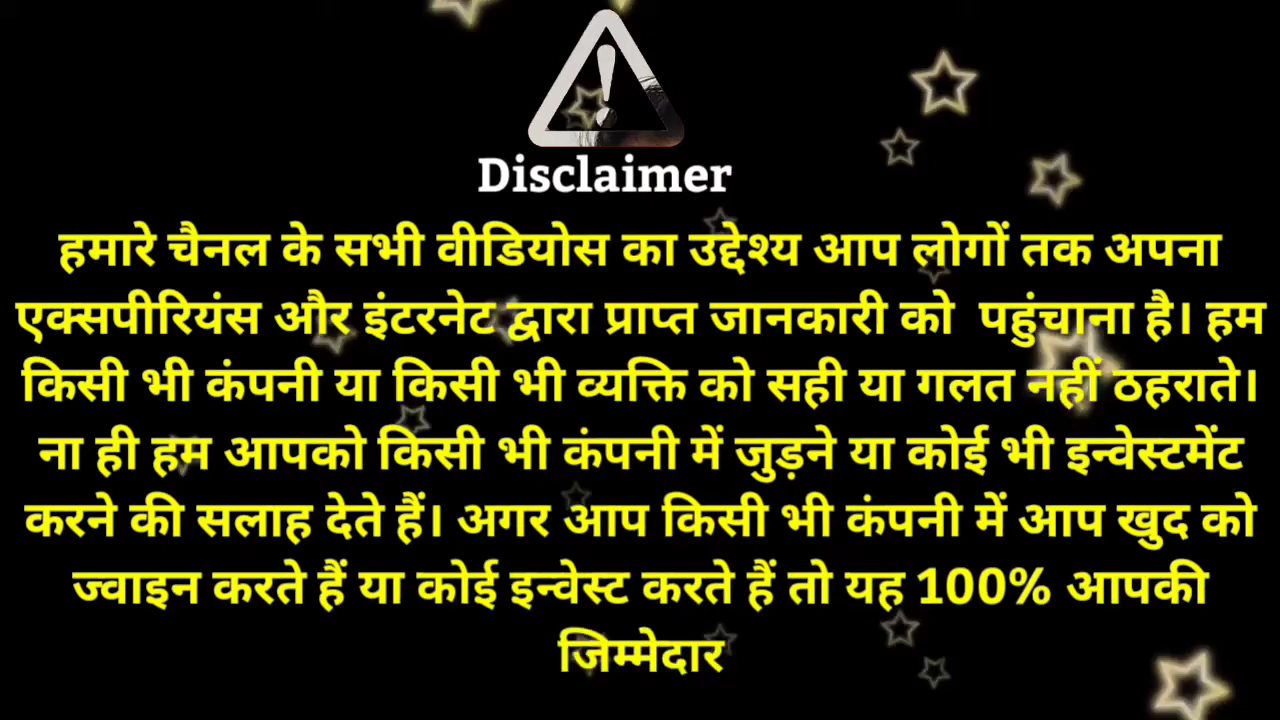 Disclaimer
हमारे चैनल के सभी वीडियोस का उद्देश्य आप लोगों तक अपना
एक्सपीरियंस और इंटरनेट द्वारा प्राप्त जानकारी को पहुंचाना है। हम
किसी भी कंपनी या किसी भी व्यक्ति को सही या गलत नहीं ठहराते।
ना ही हम आपको किसी भी कंपनी में जुड़ने या कोई भी इन्वेस्टमेंट
करने की सलाह देते हैं। अगर आप किसी भी कंपनी में आप खुद को
ज्वाइन करते हैं या कोई इन्वेस्ट करते हैं तो यह 100% आपकी
जिम्मेदार